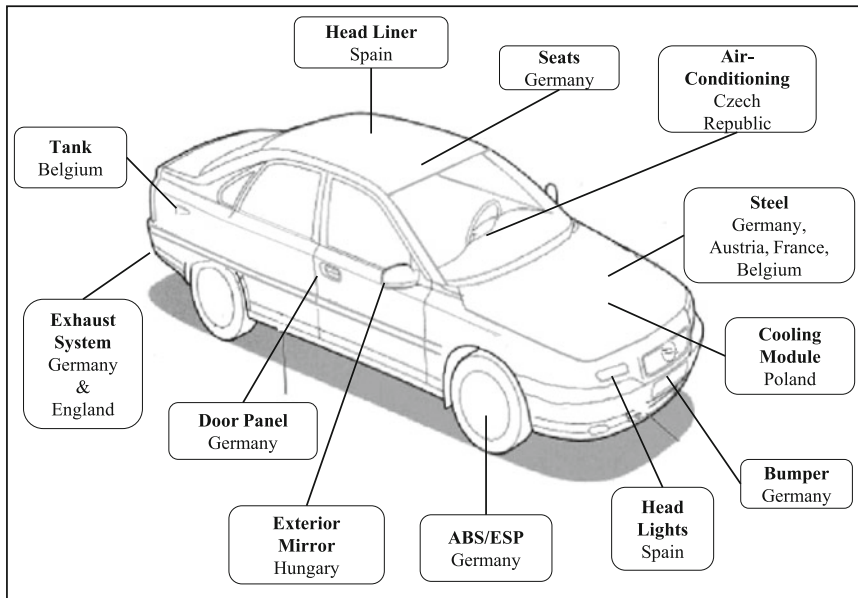 Head Liner
Spain
Seats
Germany
Air-
Conditioning
Czech
Republic
Tank
Belgium
Steel
Germany,
Austria, France,
Belgium
Exhaust
System
Germany
&
England
Cooling
Module
Poland
Door Panel
Germany
Bumper
Germany
Exterior
Mirror
Hungary
ABS/ESP
Germany
Head
Lights
Spain